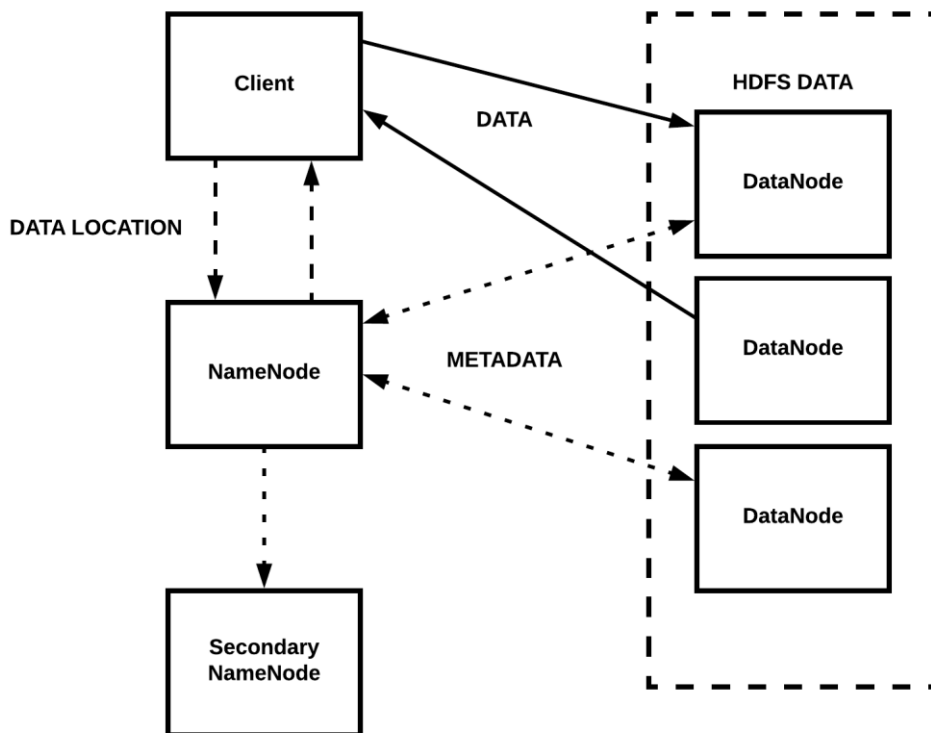 Client
HDFS DATA
DATA
DataNode
DATA LOCATION
NameNode
METADATA
DataNode
DataNode
Secondary
NameNode